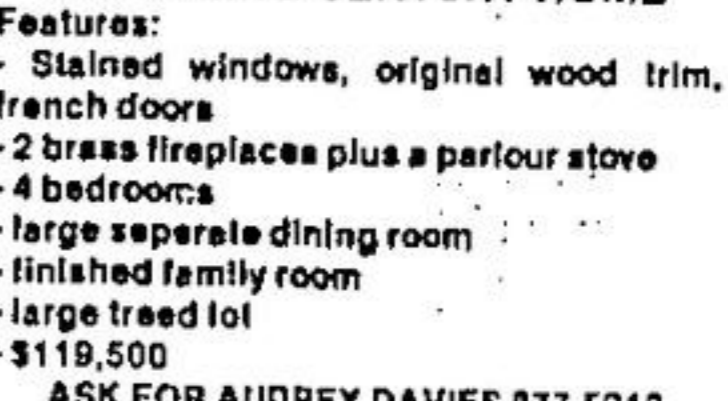 Features:
- Stained windows, original wood trim,
french doors
- 2 brass fireplaces plus a parlour stove
- 4 bedrooms
- large seperate dining room
- finished family room
- large treed lot
- $119,500
ASK FOR AUDREY DAVIES